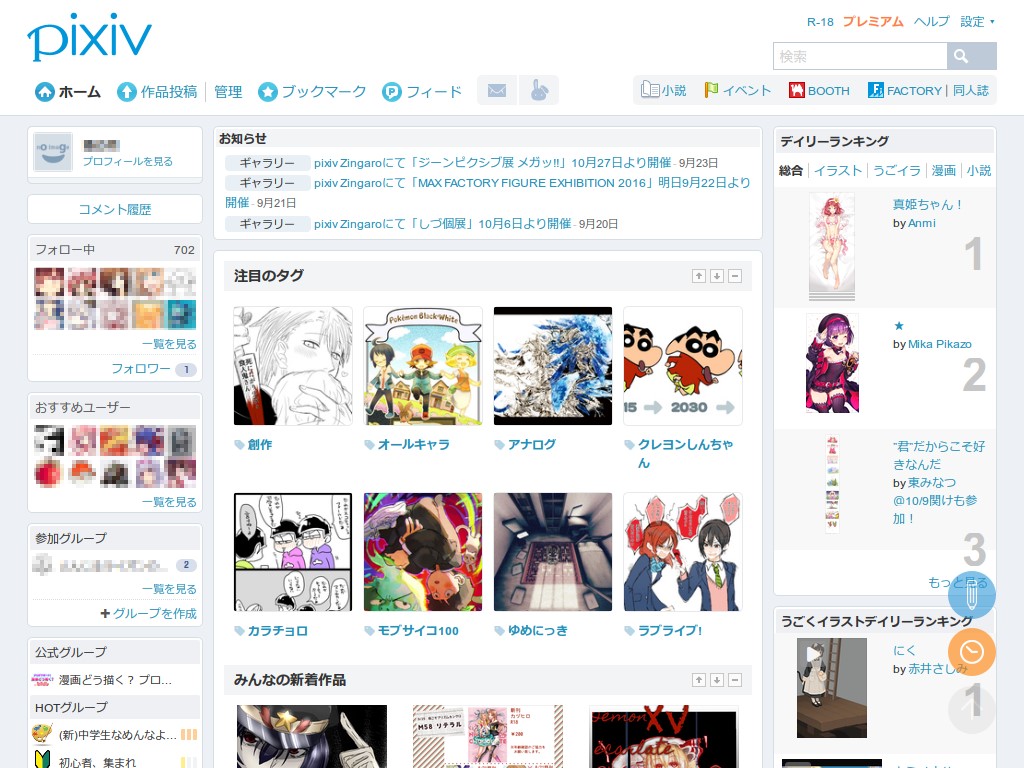 pixiv
R-18 プレミアム ヘルプ 設定
検索
ホーム 作品投稿 管理 ブックマーク フィード
小説 イベント BOOTH FACTORY | 同人誌
プロフィールを見る
コメント履歴
フォロー中 702
一覧を見る
フォロワー 1
おすすめユーザー
一覧を見る
参加グループ
2
一覧を見る
グループを作成
公式グループ
漫画どう描く？ プロ...
HOTグループ
(新)中学生なめんなよ...
初心者、集まれ
お知らせ
ギャラリー pixiv Zingaroにて「ジーンピクシブ展 メガッ!!」10月27日より開催 - 9月23日
ギャラリー pixiv Zingaroにて「MAX FACTORY FIGURE EXHIBITION 2016」明日9月22日より
開催 - 9月21日
ギャラリー pixiv Zingaroにて「しづ個展」10月6日より開催 - 9月20日
注目のタグ
Pokémon Black・White
15 2030
創作 オールキャラ アナログ クレヨンしんちゃ
ん
カラチョロ モブサイコ100 ゆめにっき ラブライブ!
みんなの新着作品
デイリーランキング
総合 イラスト うごイラ 漫画 小説
真姫ちゃん！
by Anmi
1
★
by Mika Pikazo
2
“君”だからこそ好
きなんだ
by 東みなつ
@10/9関けも参
加！
3
もっと見る
うごくイラストデイリーランキング
にく
by 赤井さしみ
1